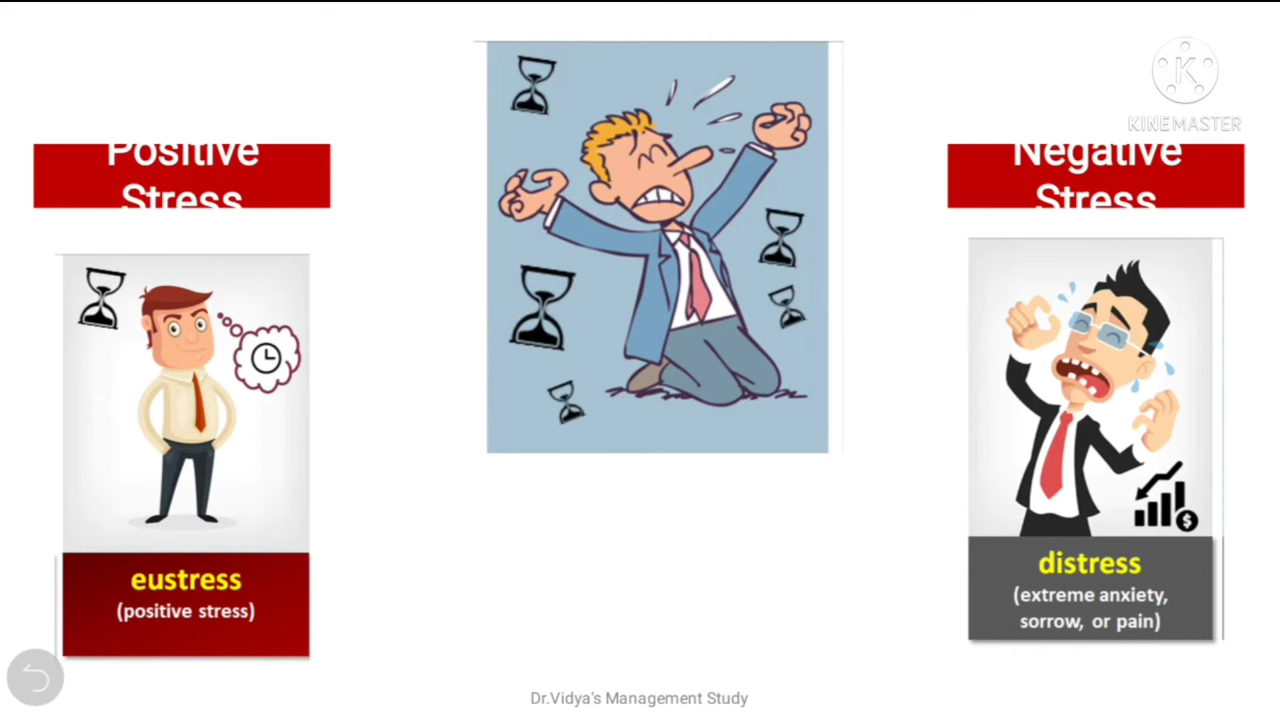 KINEMASTER
Positive
Stress
Negative
Stress
eustress
(positive stress)
distress
(extreme anxiety,
sorrow, or pain)
Dr.Vidya's Management Study